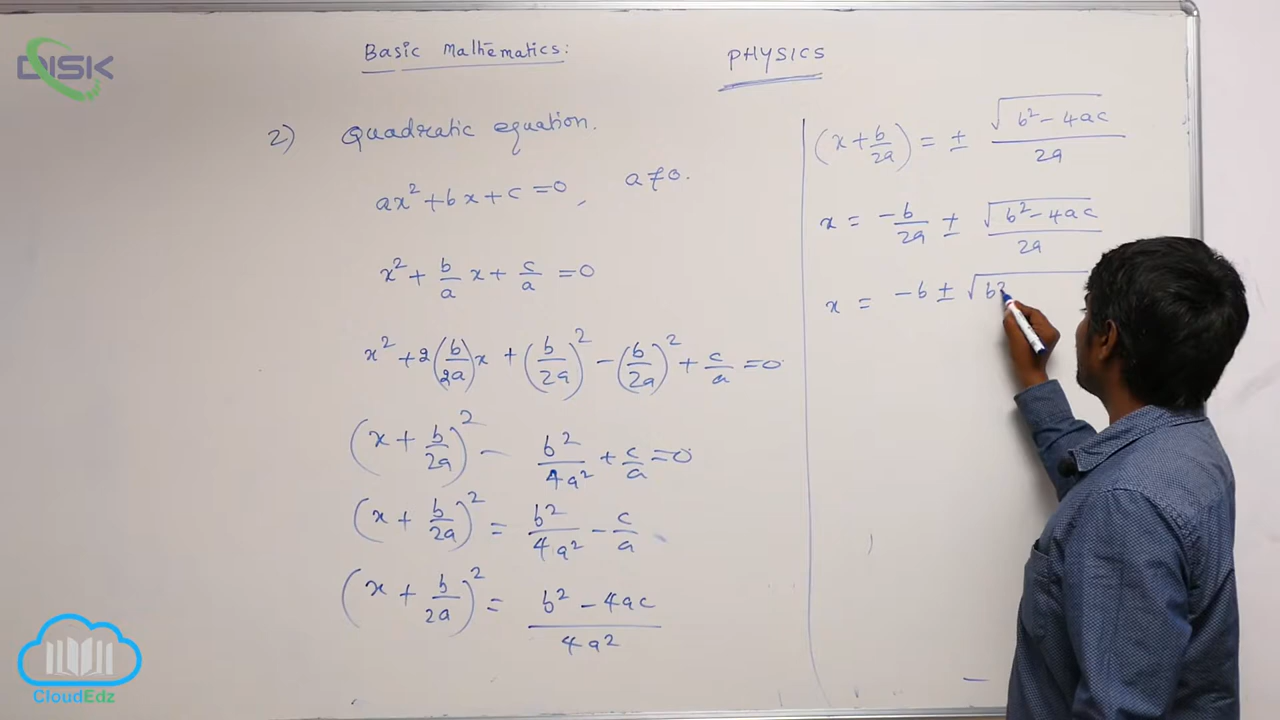 DISK
Basic Mathematics:
PHYSICS
2) Quadratic equation.
ax² + bx + c = 0, a ≠ 0.
x² + b/a x + c/a = 0
x² + 2(b/2a)x + (b/2a)² - (b/2a)² + c/a = 0
(x + b/2a)² - b²/4a² + c/a = 0
(x + b/2a)² = b²/4a² - c/a
(x + b/2a)² = b² - 4ac / 4a²
(x + b/2a) = ± √b² - 4ac / 2a
x = -b/2a ± √b² - 4ac / 2a
x = -b ± √b²
CloudEdz